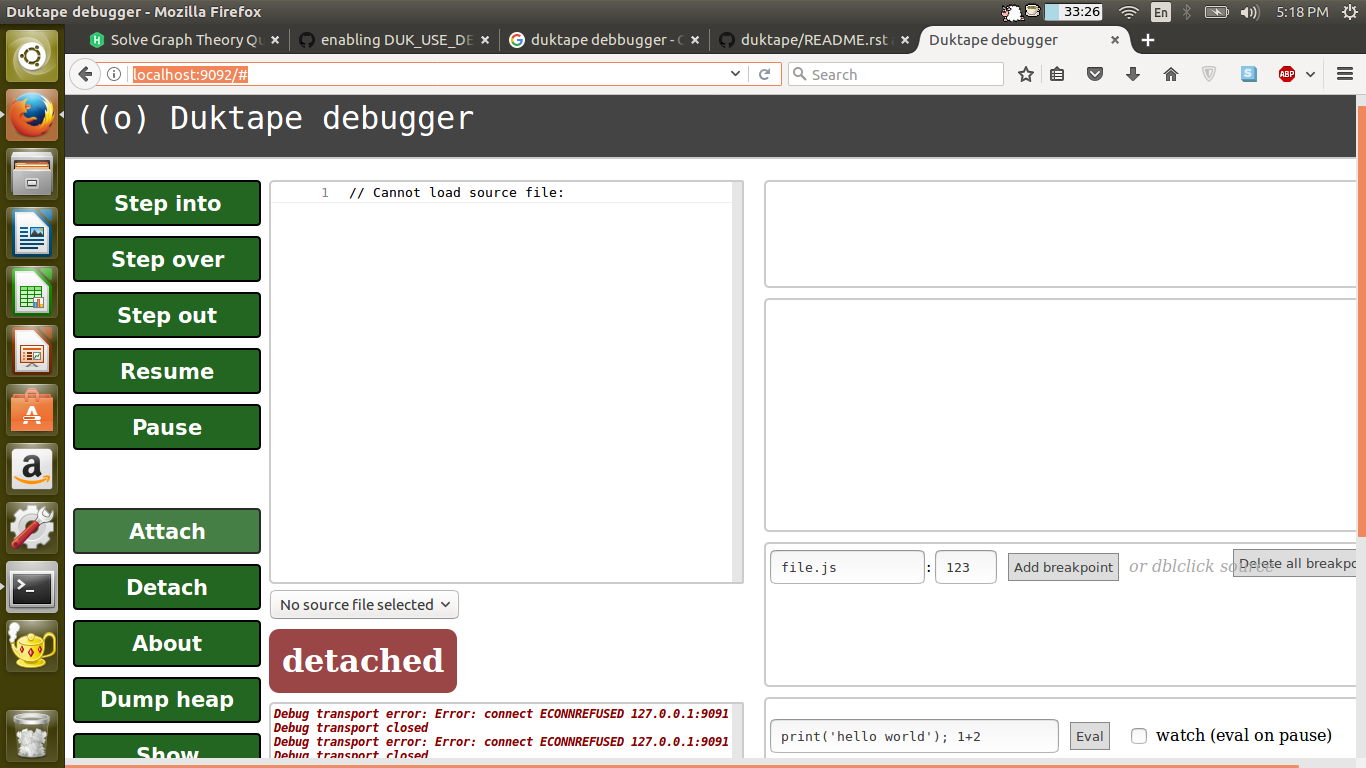 Duktape debugger - Mozilla Firefox
33:26
En
5:18 PM
Solve Graph Theory Qu
enabling DUK_USE_DE
duktape debbugger - G
duktape/README.rst
Duktape debugger
localhost:9092/#
Search
S
ABP
((o) Duktape debugger
Step into
Step over
Step out
Resume
Pause
Attach
Detach
About
Dump heap
Show
1 // Cannot load source file:
No source file selected
detached
Debug transport error: Error: connect ECONNREFUSED 127.0.0.1:9091
Debug transport closed
Debug transport error: Error: connect ECONNREFUSED 127.0.0.1:9091
Debug transport closed
file.js : 123 Add breakpoint or dblclick source Delete all breakpo
print('hello world'); 1+2 Eval watch (eval on pause)